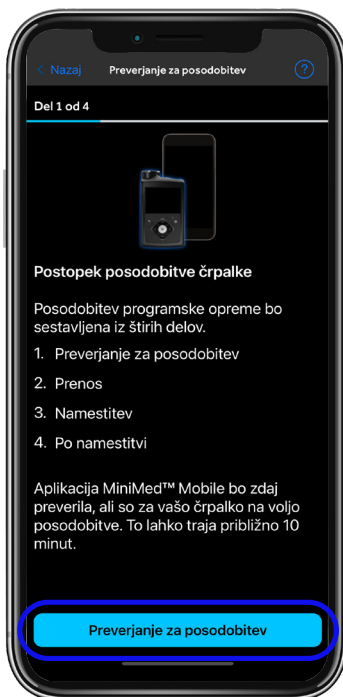 Nazaj
Preverjanje za posodobitev
?
Del 1 od 4
Postopek posodobitve črpalke
Posodobitev programske opreme bo
sestavljena iz štirih delov.
1. Preverjanje za posodobitev
2. Prenos
3. Namestitev
4. Po namestitvi
Aplikacija MiniMed™ Mobile bo zdaj
preverila, ali so za vašo črpalko na voljo
posodobitve. To lahko traja približno 10
minut.
Preverjanje za posodobitev